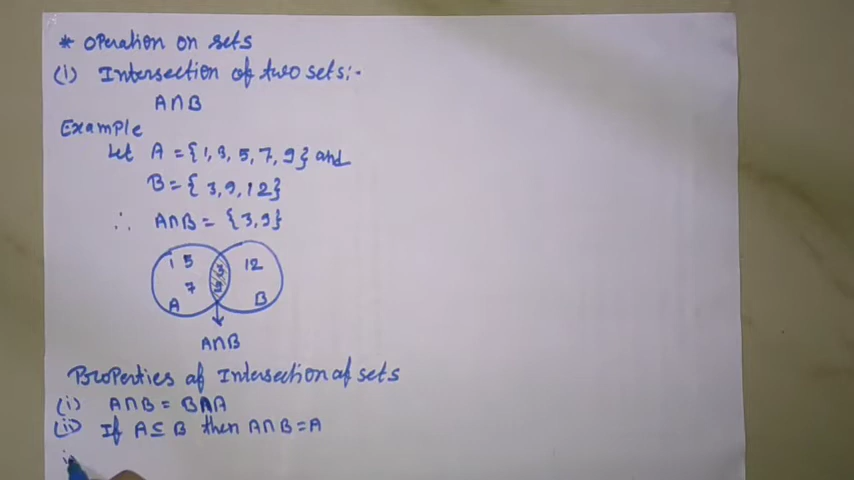 * Operation on sets
(i) Intersection of two sets:-
A∩B
Example
Let A = {1, 3, 5, 7, 9} and
B = { 3, 9, 12}
∴ A∩B = {3, 9}
1 5 12
7
A B
A∩B
Properties of Intersection of sets
(i) A∩B = B∩A
(ii) If A ⊆ B then A∩B = A